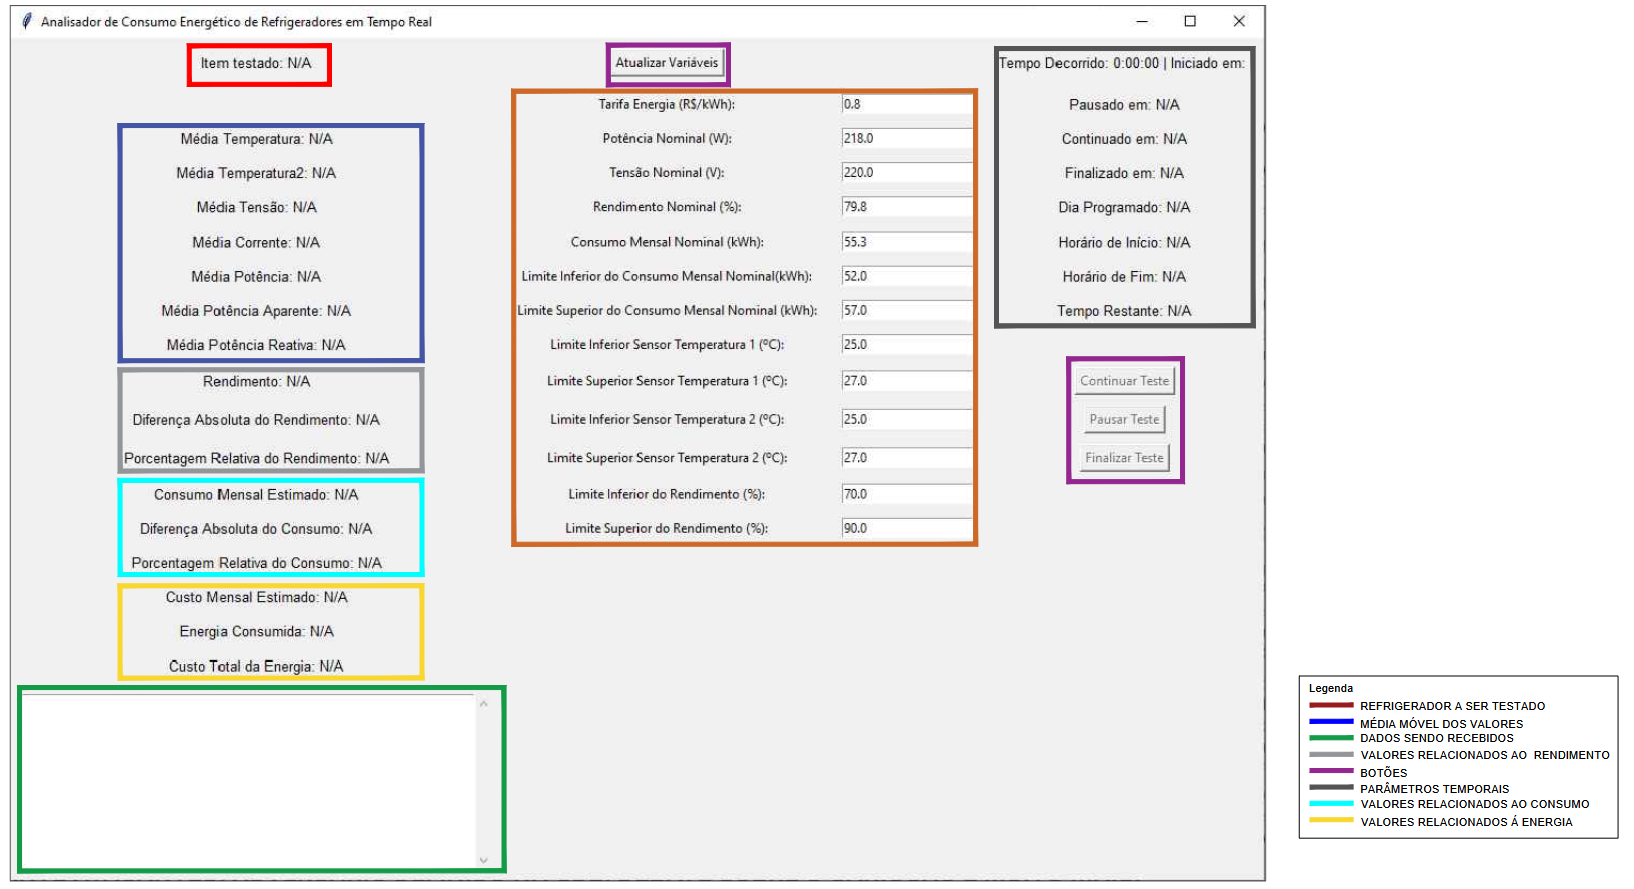 Analisador de Consumo Energético de Refrigeradores em Tempo Real
Item testado: N/A
Média Temperatura: N/A
Média Temperatura2: N/A
Média Tensão: N/A
Média Corrente: N/A
Média Potência: N/A
Média Potência Aparente: N/A
Média Potência Reativa: N/A
Rendimento: N/A
Diferença Absoluta do Rendimento: N/A
Porcentagem Relativa do Rendimento: N/A
Consumo Mensal Estimado: N/A
Diferença Absoluta do Consumo: N/A
Porcentagem Relativa do Consumo: N/A
Custo Mensal Estimado: N/A
Energia Consumida: N/A
Custo Total da Energia: N/A
Atualizar Variáveis
Tarifa Energia (R$/kWh): 0.8
Potência Nominal (W): 218.0
Tensão Nominal (V): 220.0
Rendimento Nominal (%): 79.8
Consumo Mensal Nominal (kWh): 55.3
Limite Inferior do Consumo Mensal Nominal(kWh): 52.0
Limite Superior do Consumo Mensal Nominal (kWh): 57.0
Limite Inferior Sensor Temperatura 1 (ºC): 25.0
Limite Superior Sensor Temperatura 1 (ºC): 27.0
Limite Inferior Sensor Temperatura 2 (ºC): 25.0
Limite Superior Sensor Temperatura 2 (ºC): 27.0
Limite Inferior do Rendimento (%): 70.0
Limite Superior do Rendimento (%): 90.0
Tempo Decorrido: 0:00:00 | Iniciado em:
Pausado em: N/A
Continuado em: N/A
Finalizado em: N/A
Dia Programado: N/A
Horário de Início: N/A
Horário de Fim: N/A
Tempo Restante: N/A
Continuar Teste
Pausar Teste
Finalizar Teste
Legenda
REFRIGERADOR A SER TESTADO
MÉDIA MÓVEL DOS VALORES
DADOS SENDO RECEBIDOS
VALORES RELACIONADOS AO RENDIMENTO
BOTÕES
PARÂMETROS TEMPORAIS
VALORES RELACIONADOS AO CONSUMO
VALORES RELACIONADOS Á ENERGIA